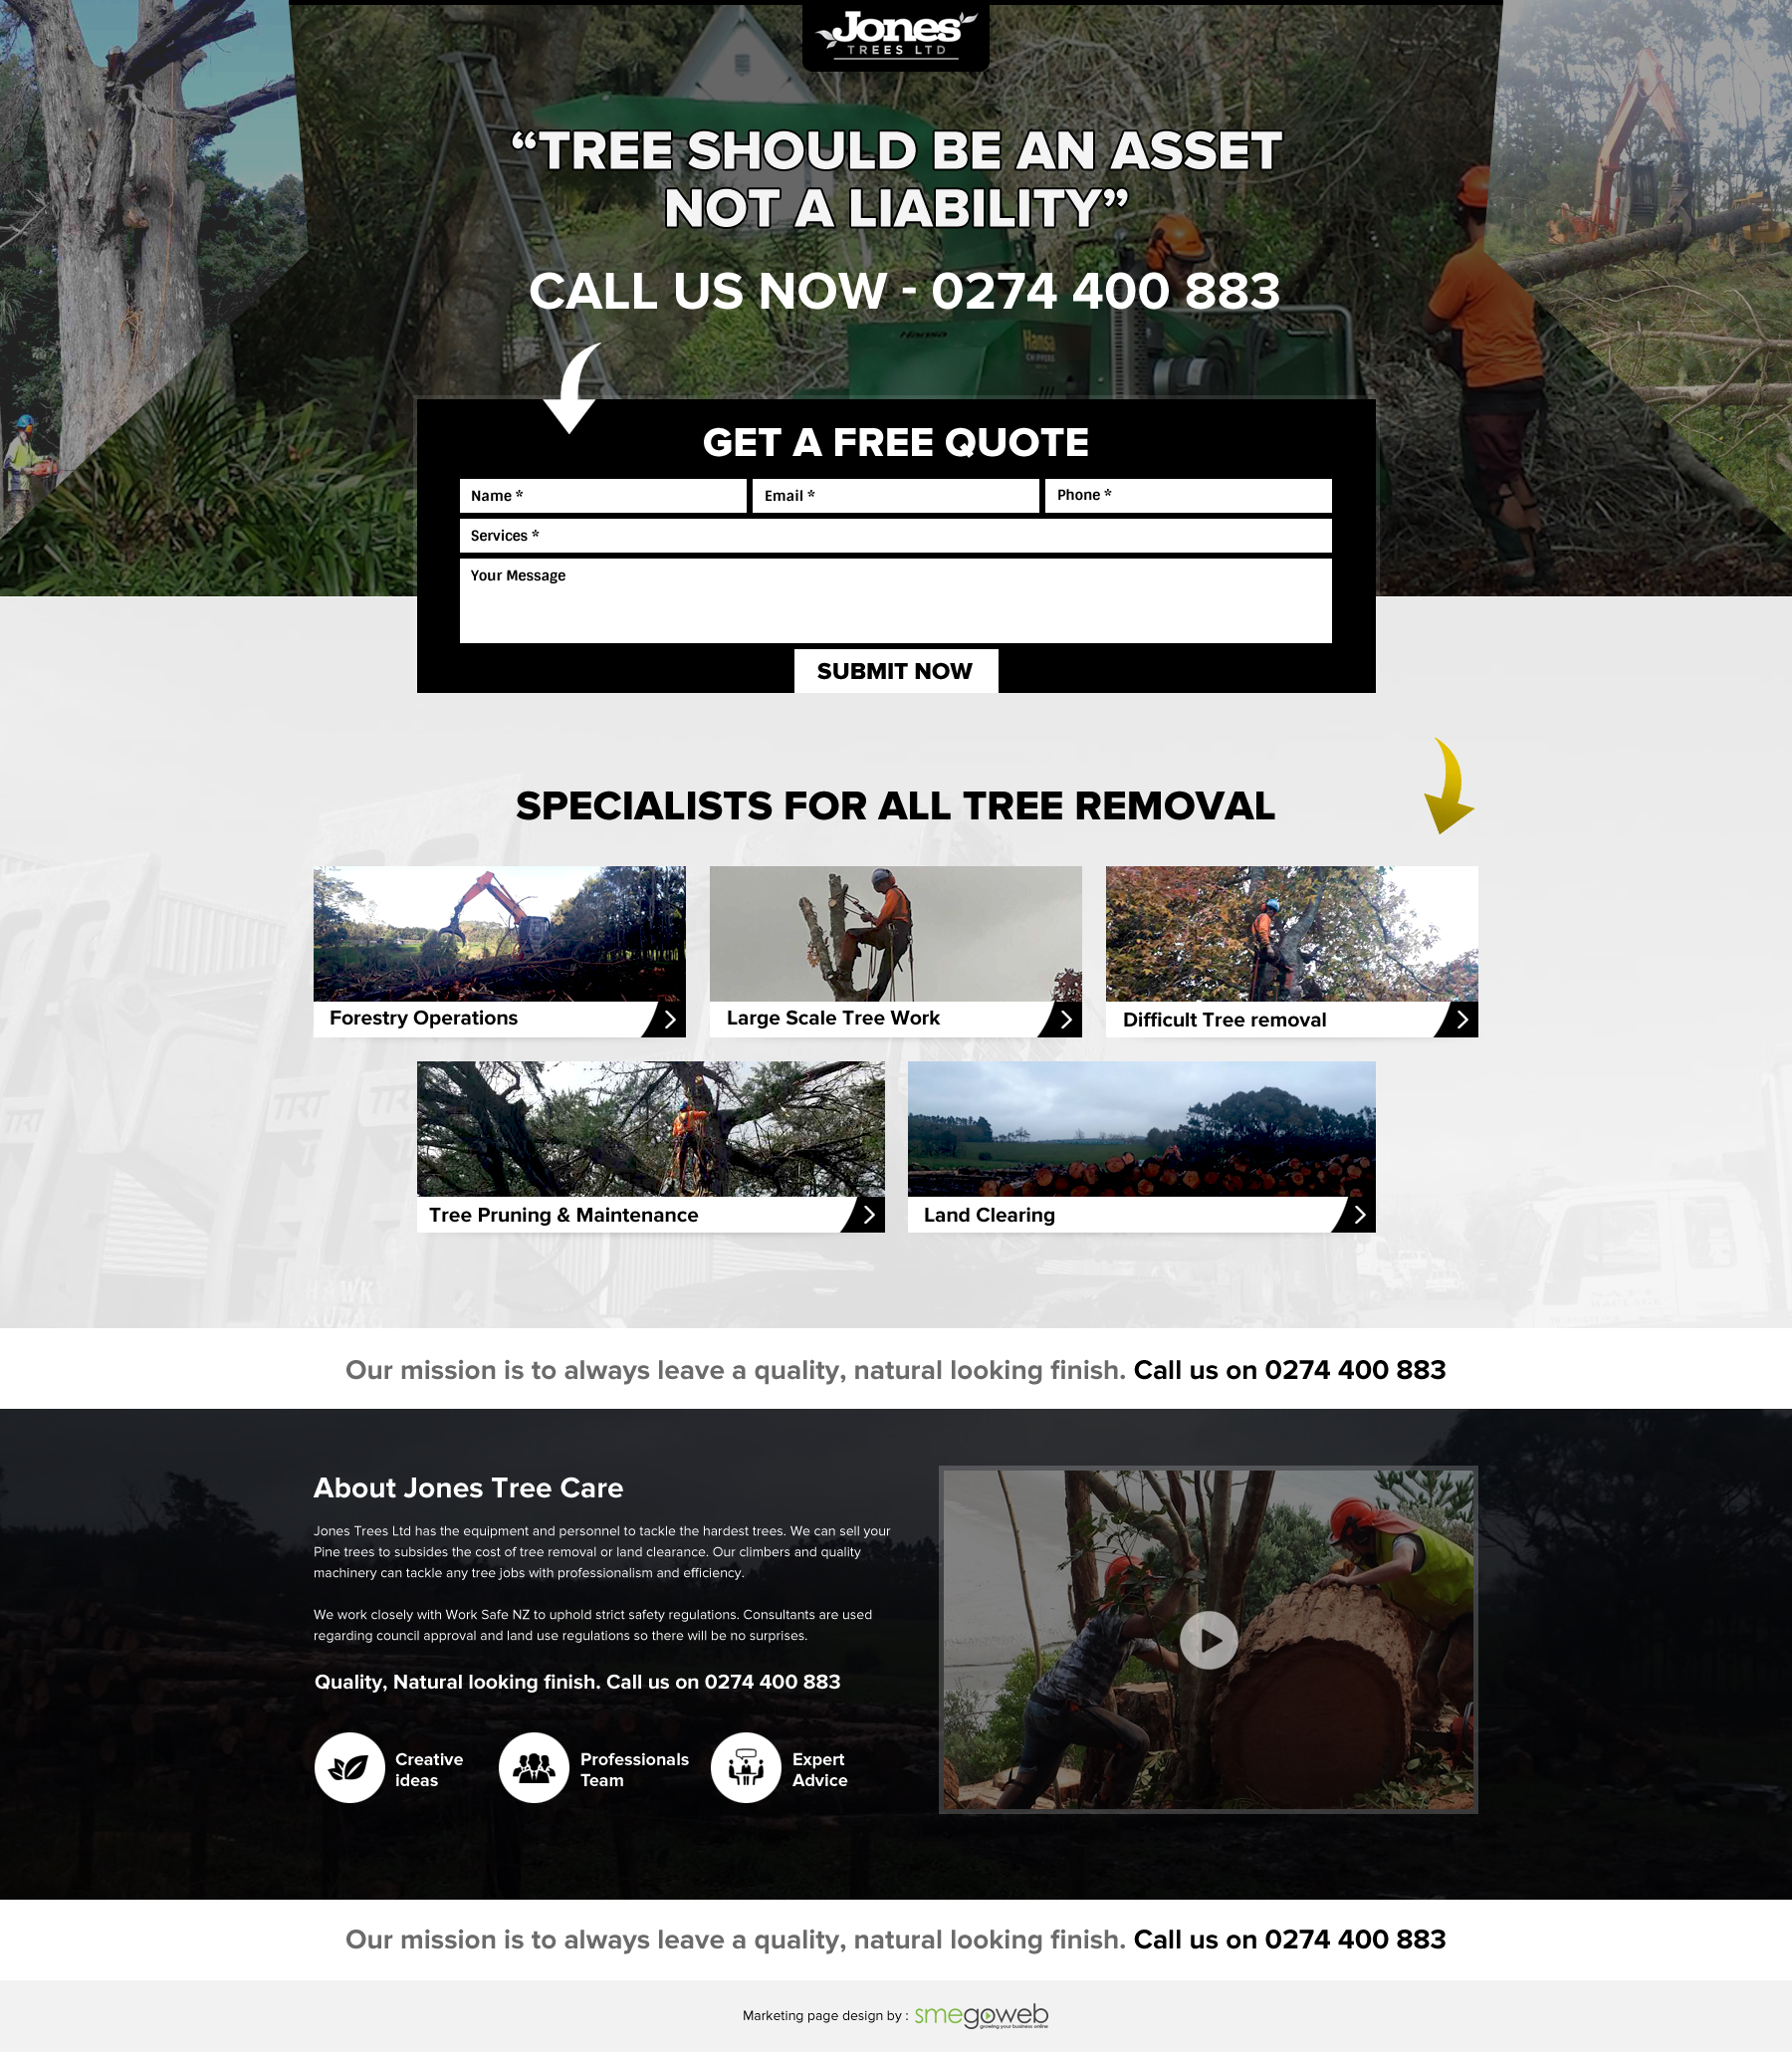 Jones
TREES LTD
“TREE SHOULD BE AN ASSET
NOT A LIABILITY”
CALL US NOW - 0274 400 883
Hansa
Hansa
CHIPPERS
GET A FREE QUOTE
Name *
Email *
Phone *
Services *
Your Message
SUBMIT NOW
SPECIALISTS FOR ALL TREE REMOVAL
Forestry Operations
Large Scale Tree Work
Difficult Tree removal
Tree Pruning & Maintenance
Land Clearing
Our mission is to always leave a quality, natural looking finish. Call us on 0274 400 883
About Jones Tree Care
Jones Trees Ltd has the equipment and personnel to tackle the hardest trees. We can sell your
Pine trees to subsides the cost of tree removal or land clearance. Our climbers and quality
machinery can tackle any tree jobs with professionalism and efficiency.
We work closely with Work Safe NZ to uphold strict safety regulations. Consultants are used
regarding council approval and land use regulations so there will be no surprises.
Quality, Natural looking finish. Call us on 0274 400 883
Creative
ideas
Professionals
Team
Expert
Advice
Our mission is to always leave a quality, natural looking finish. Call us on 0274 400 883
Marketing page design by :
smegoweb
growing your business online